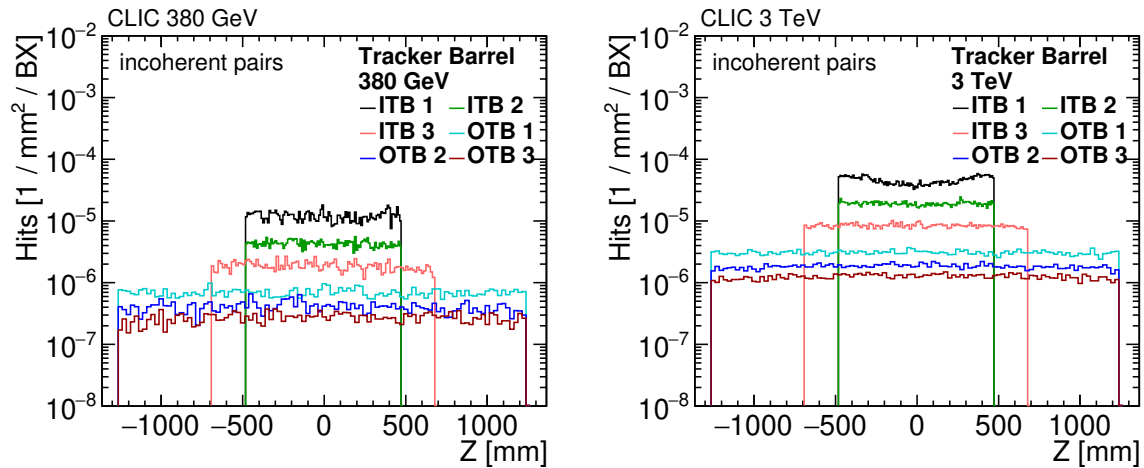 CLIC 380 GeV
Hits [1 / mm² / BX]
10⁻²
10⁻³
10⁻⁴
10⁻⁵
10⁻⁶
10⁻⁷
10⁻⁸
incoherent pairs
Tracker Barrel
380 GeV
ITB 1 ITB 2
ITB 3 OTB 1
OTB 2 OTB 3
−1000 −500 0 500 1000
Z [mm]
CLIC 3 TeV
Hits [1 / mm² / BX]
10⁻²
10⁻³
10⁻⁴
10⁻⁵
10⁻⁶
10⁻⁷
10⁻⁸
incoherent pairs
Tracker Barrel
3 TeV
ITB 1 ITB 2
ITB 3 OTB 1
OTB 2 OTB 3
−1000 −500 0 500 1000
Z [mm]